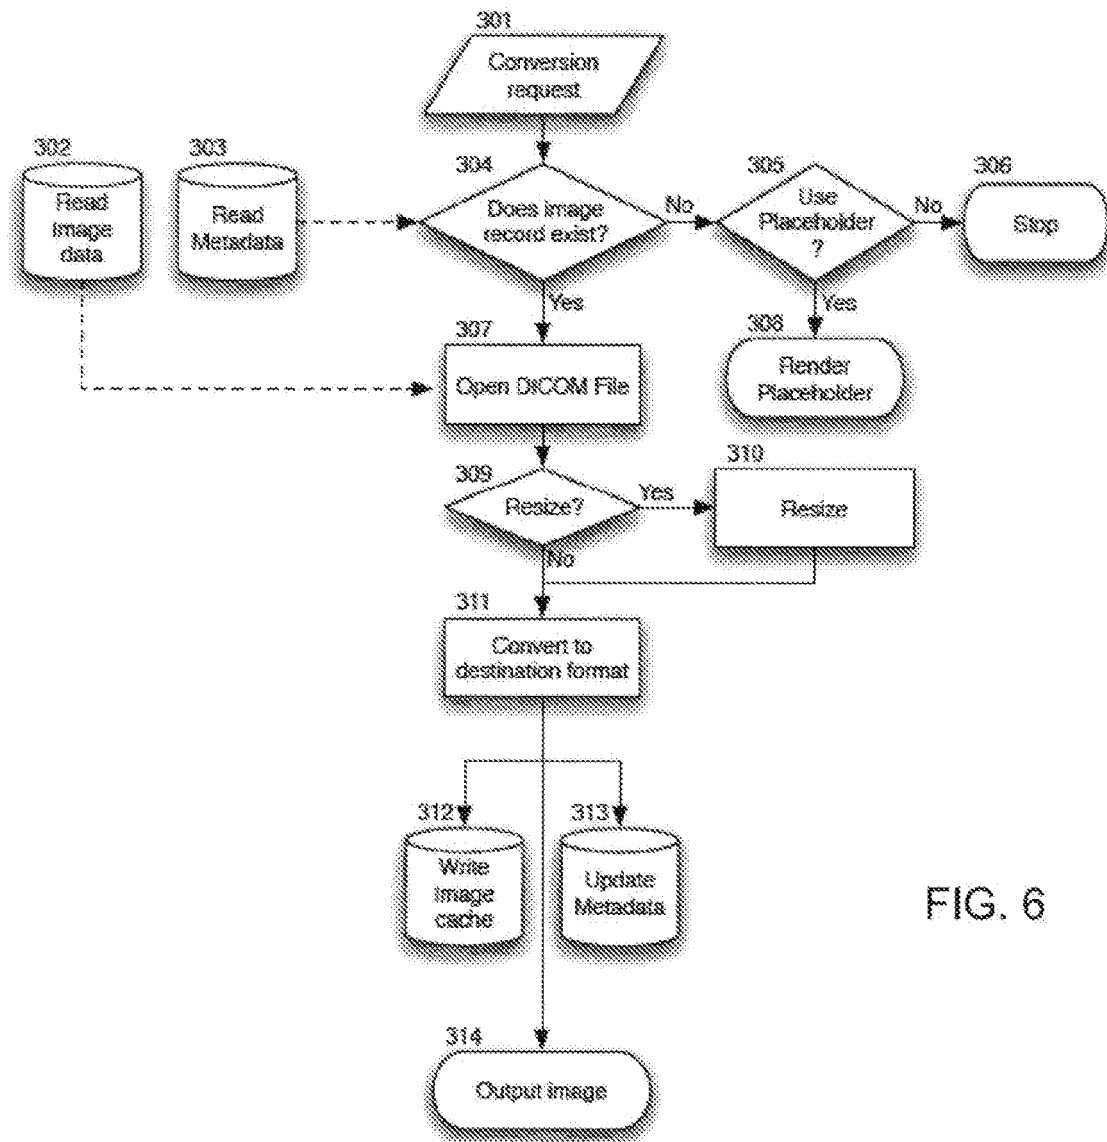 301
Conversion
request
302
Read
Image
data
303
Read
Metadata
304
Does image
record exist?
No
305
Use
Placeholder
?
No
306
Stop
Yes
Yes
307
Open DICOM File
308
Render
Placeholder
309
Resize?
Yes
310
Resize
No
311
Convert to
destination format
312
Write
Image
cache
313
Update
Metadata
FIG. 6
314
Output image